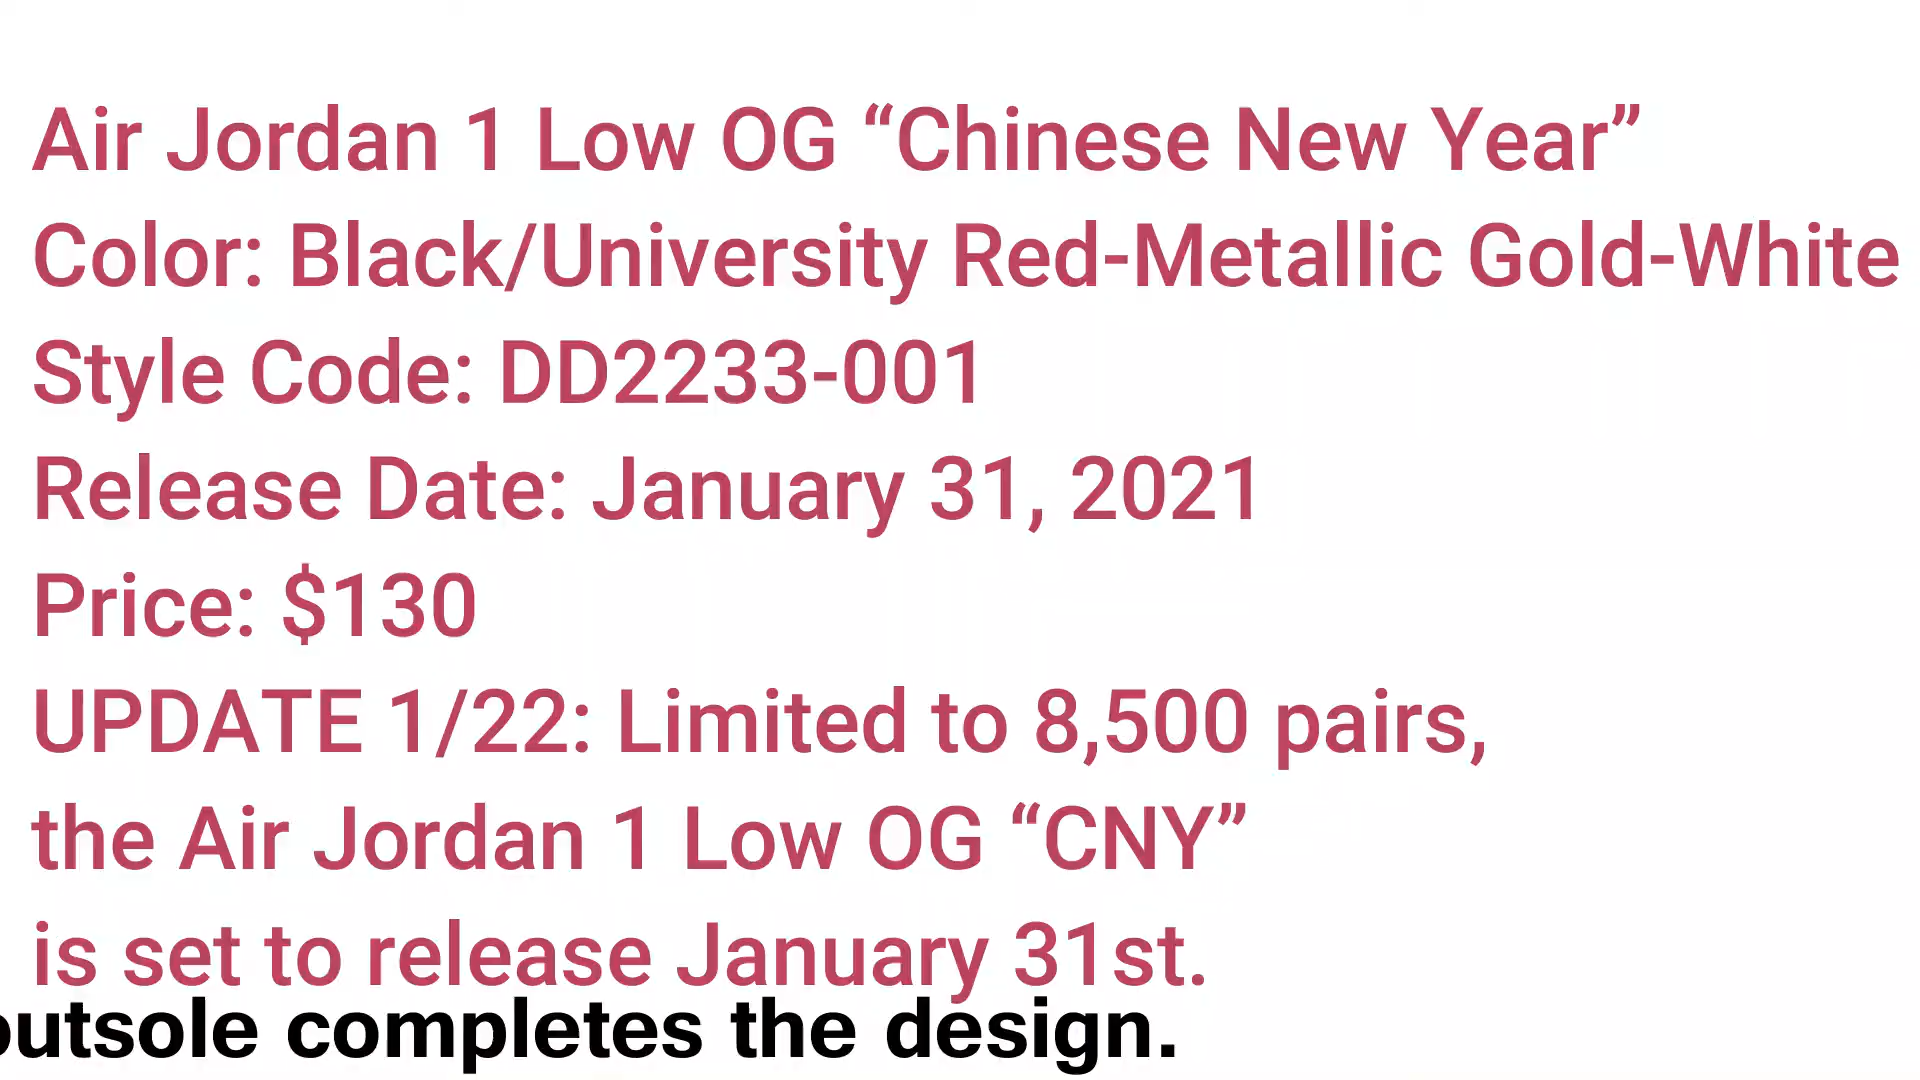 Air Jordan 1 Low OG “Chinese New Year”
Color: Black/University Red-Metallic Gold-White
Style Code: DD2233-001
Release Date: January 31, 2021
Price: $130
UPDATE 1/22: Limited to 8,500 pairs,
the Air Jordan 1 Low OG “CNY”
is set to release January 31st.
outsole completes the design.